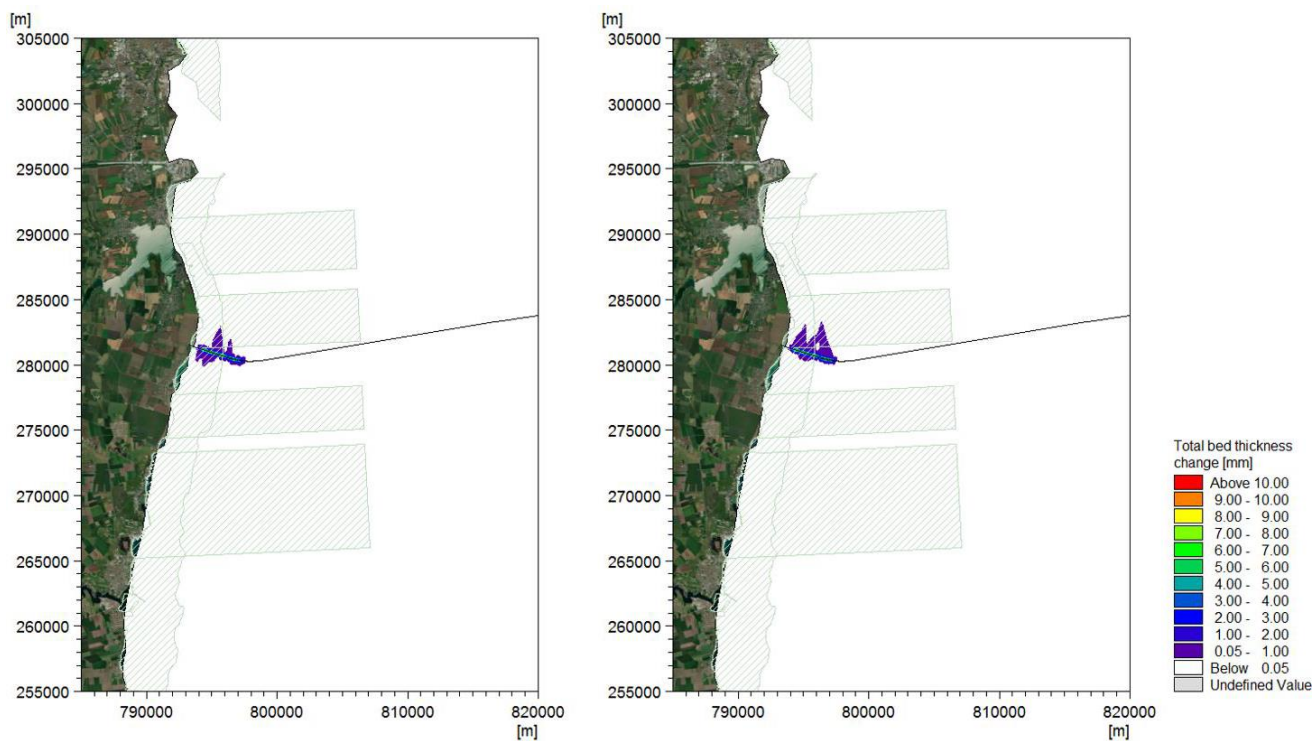 [m]
305000
300000
295000
290000
285000
280000
275000
270000
265000
260000
255000
790000 800000 810000 820000
[m]
[m]
305000
300000
295000
290000
285000
280000
275000
270000
265000
260000
255000
790000 800000 810000 820000
[m]
Total bed thickness
change [mm]
Above 10.00
9.00 - 10.00
8.00 - 9.00
7.00 - 8.00
6.00 - 7.00
5.00 - 6.00
4.00 - 5.00
3.00 - 4.00
2.00 - 3.00
1.00 - 2.00
0.05 - 1.00
Below 0.05
Undefined Value